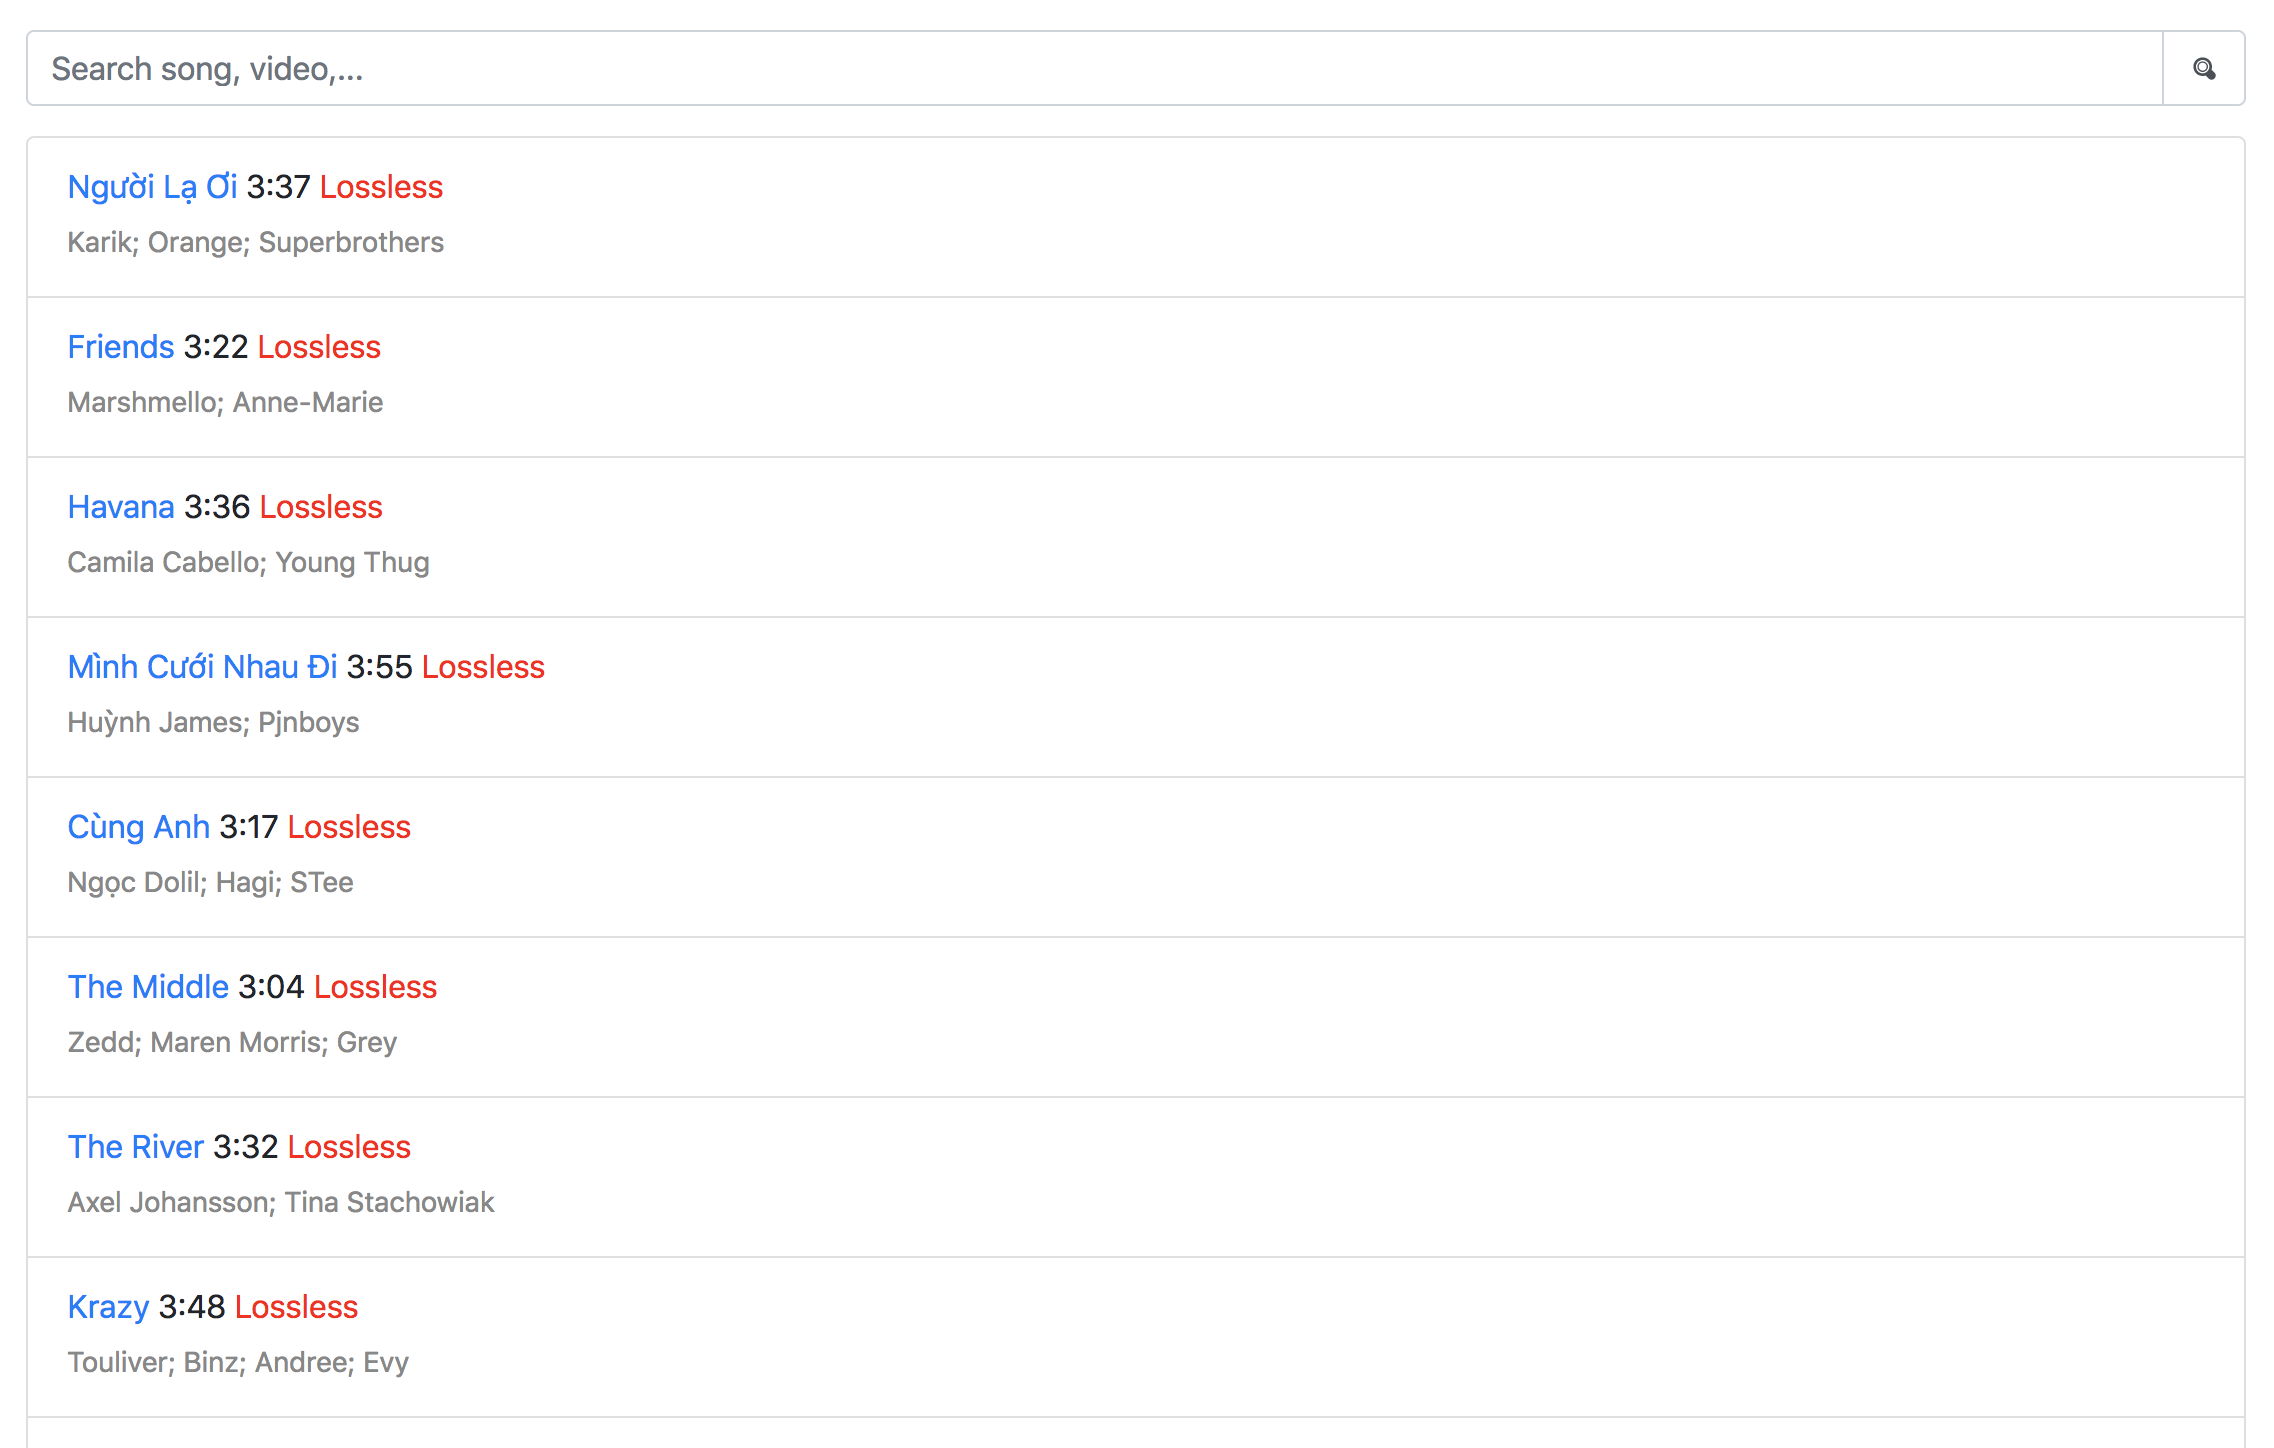 Search song, video,...
Người Lạ Ơi 3:37 Lossless
Karik; Orange; Superbrothers
Friends 3:22 Lossless
Marshmello; Anne-Marie
Havana 3:36 Lossless
Camila Cabello; Young Thug
Mình Cưới Nhau Đi 3:55 Lossless
Huỳnh James; Pjnboys
Cùng Anh 3:17 Lossless
Ngọc Dolil; Hagi; STee
The Middle 3:04 Lossless
Zedd; Maren Morris; Grey
The River 3:32 Lossless
Axel Johansson; Tina Stachowiak
Krazy 3:48 Lossless
Touliver; Binz; Andree; Evy